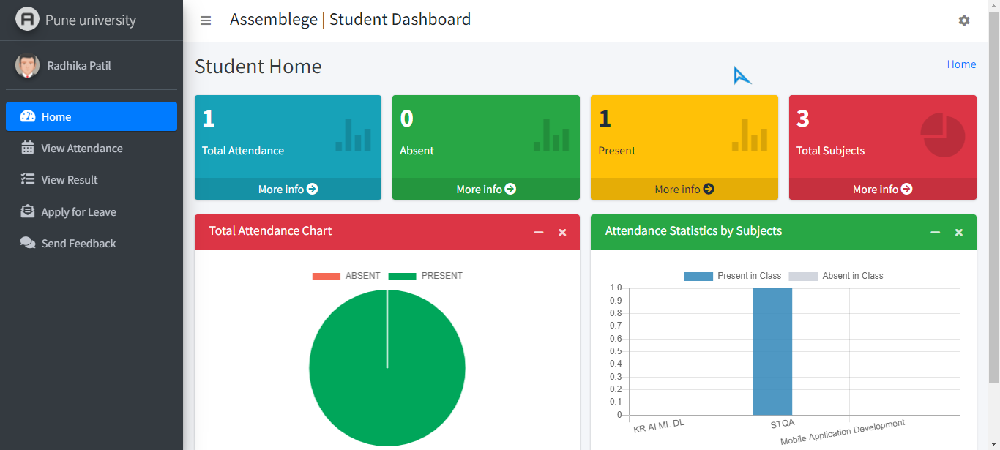 Pune university
Assemblege | Student Dashboard
Radhika Patil
Home
View Attendance
View Result
Apply for Leave
Send Feedback
Student Home
Home
1
Total Attendance
More info
0
Absent
More info
1
Present
More info
3
Total Subjects
More info
Total Attendance Chart
ABSENT PRESENT
Attendance Statistics by Subjects
Present in Class Absent in Class
1.0
0.9
0.8
0.7
0.6
0.5
0.4
0.3
0.2
0.1
0
KR AI ML DL
STQA
Mobile Application Development